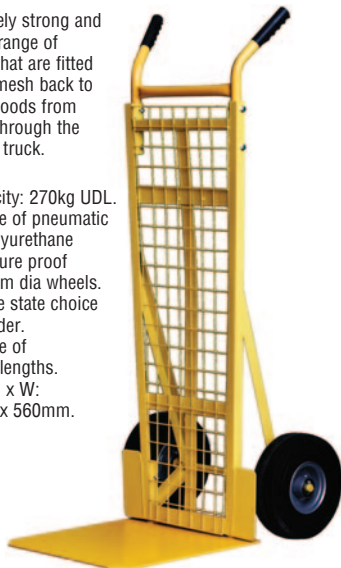 ely strong and
range of
hat are fitted
mesh back to
oods from
hrough the
truck.
city: 270kg UDL.
e of pneumatic
yurethane
ure proof
m dia wheels.
e state choice
der.
e of
lengths.
x W:
x 560mm.